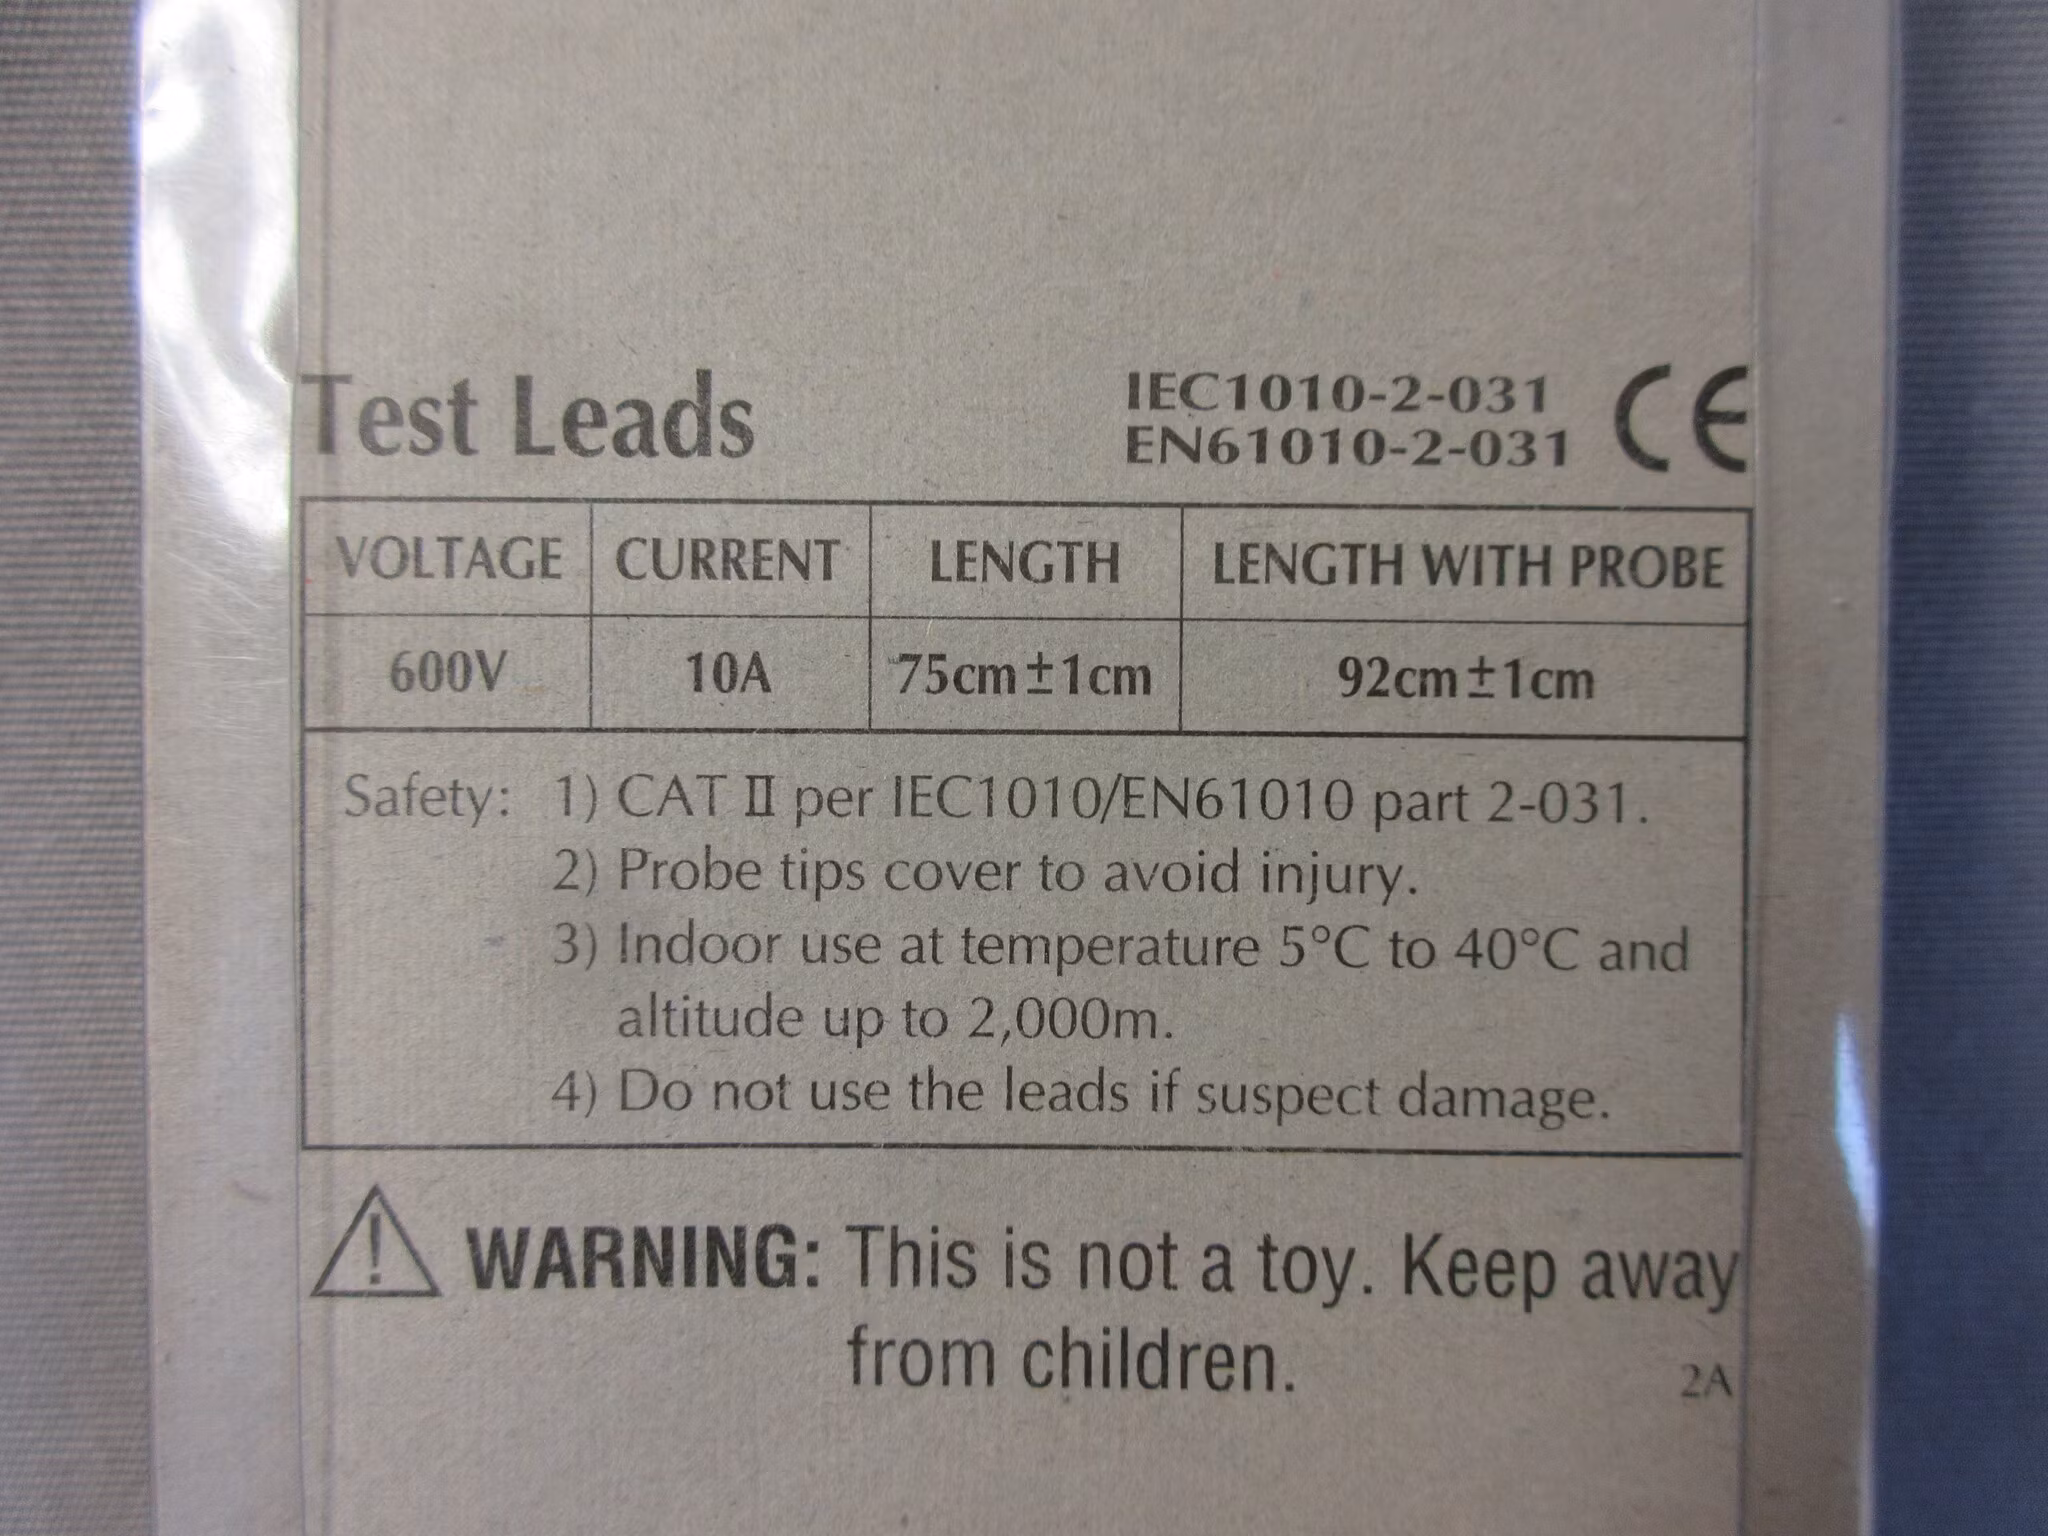 Test Leads
IEC1010-2-031
EN61010-2-031
CE
VOLTAGE CURRENT LENGTH LENGTH WITH PROBE
600V 10A 75cm±1cm 92cm±1cm
Safety: 1) CAT II per IEC1010/EN61010 part 2-031.
2) Probe tips cover to avoid injury.
3) Indoor use at temperature 5°C to 40°C and
altitude up to 2,000m.
4) Do not use the leads if suspect damage.
WARNING: This is not a toy. Keep away
from children.
2A